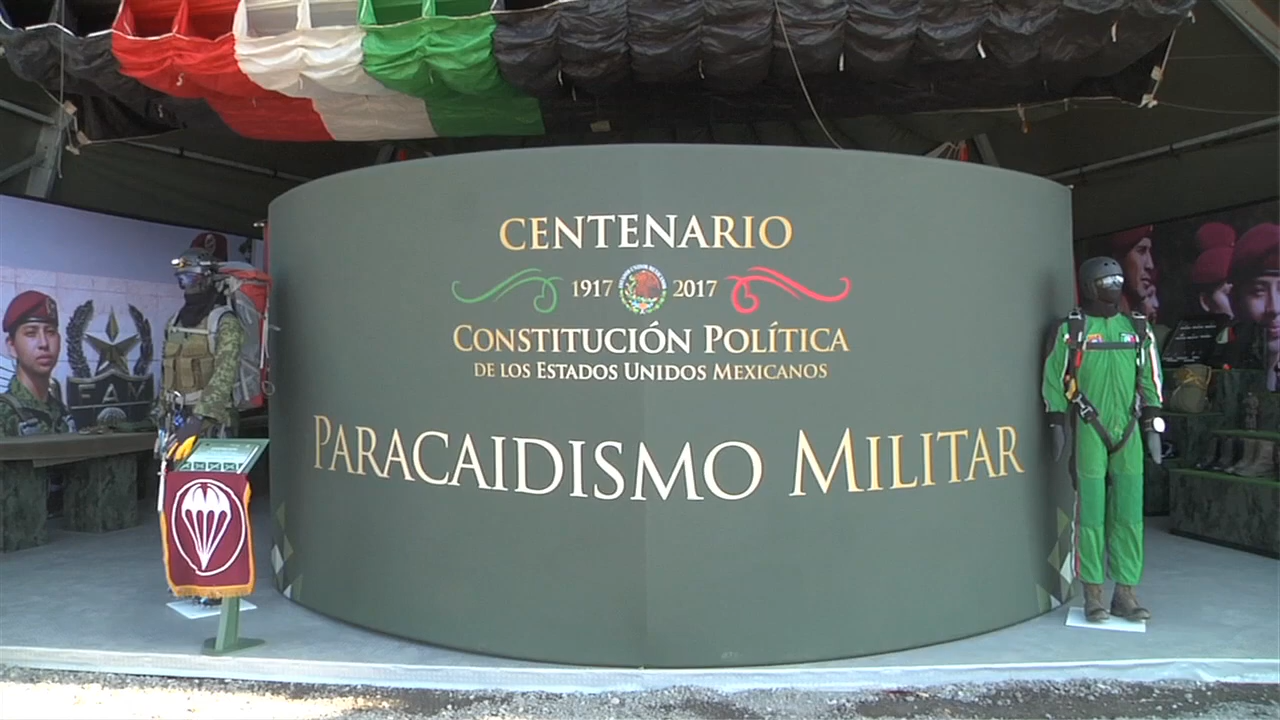 CENTENARIO
1917 2017
CONSTITUCIÓN POLÍTICA
DE LOS ESTADOS UNIDOS MEXICANOS
PARACAIDISMO MILITAR